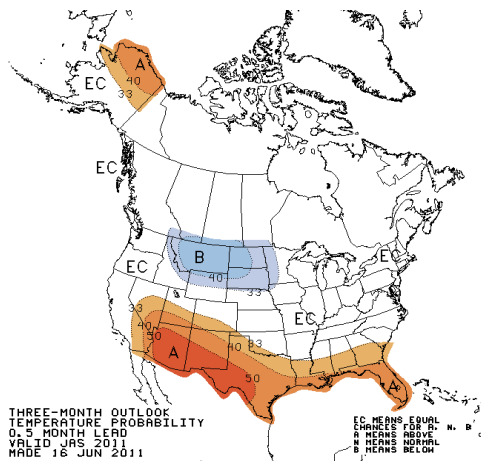 A
EC
40
33
EC
B
EC
EC
40
33
33
EC
40
50
40
33
A
50
A
THREE-MONTH OUTLOOK
TEMPERATURE PROBABILITY
0.5 MONTH LEAD
VALID JAS 2011
MADE 16 JUN 2011
EC MEANS EQUAL
CHANCES FOR A, N, B
A MEANS ABOVE
N MEANS NORMAL
B MEANS BELOW